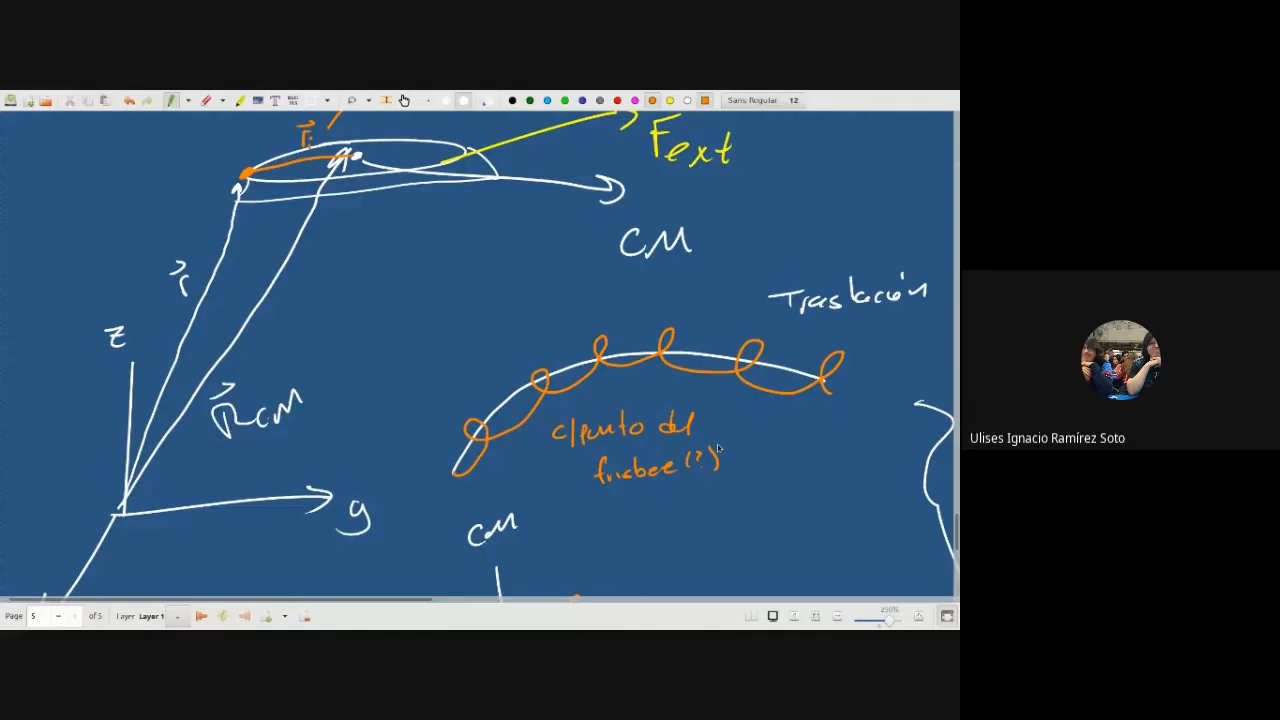 Sans Regular 12
r⃗ᵢ
Fext
CM
r⃗
Traslación
z
R⃗CM
c/punto del
frisbee (?)
y
CM
Ulises Ignacio Ramírez Soto
Page 5 of 5 Layer Layer 1 250%